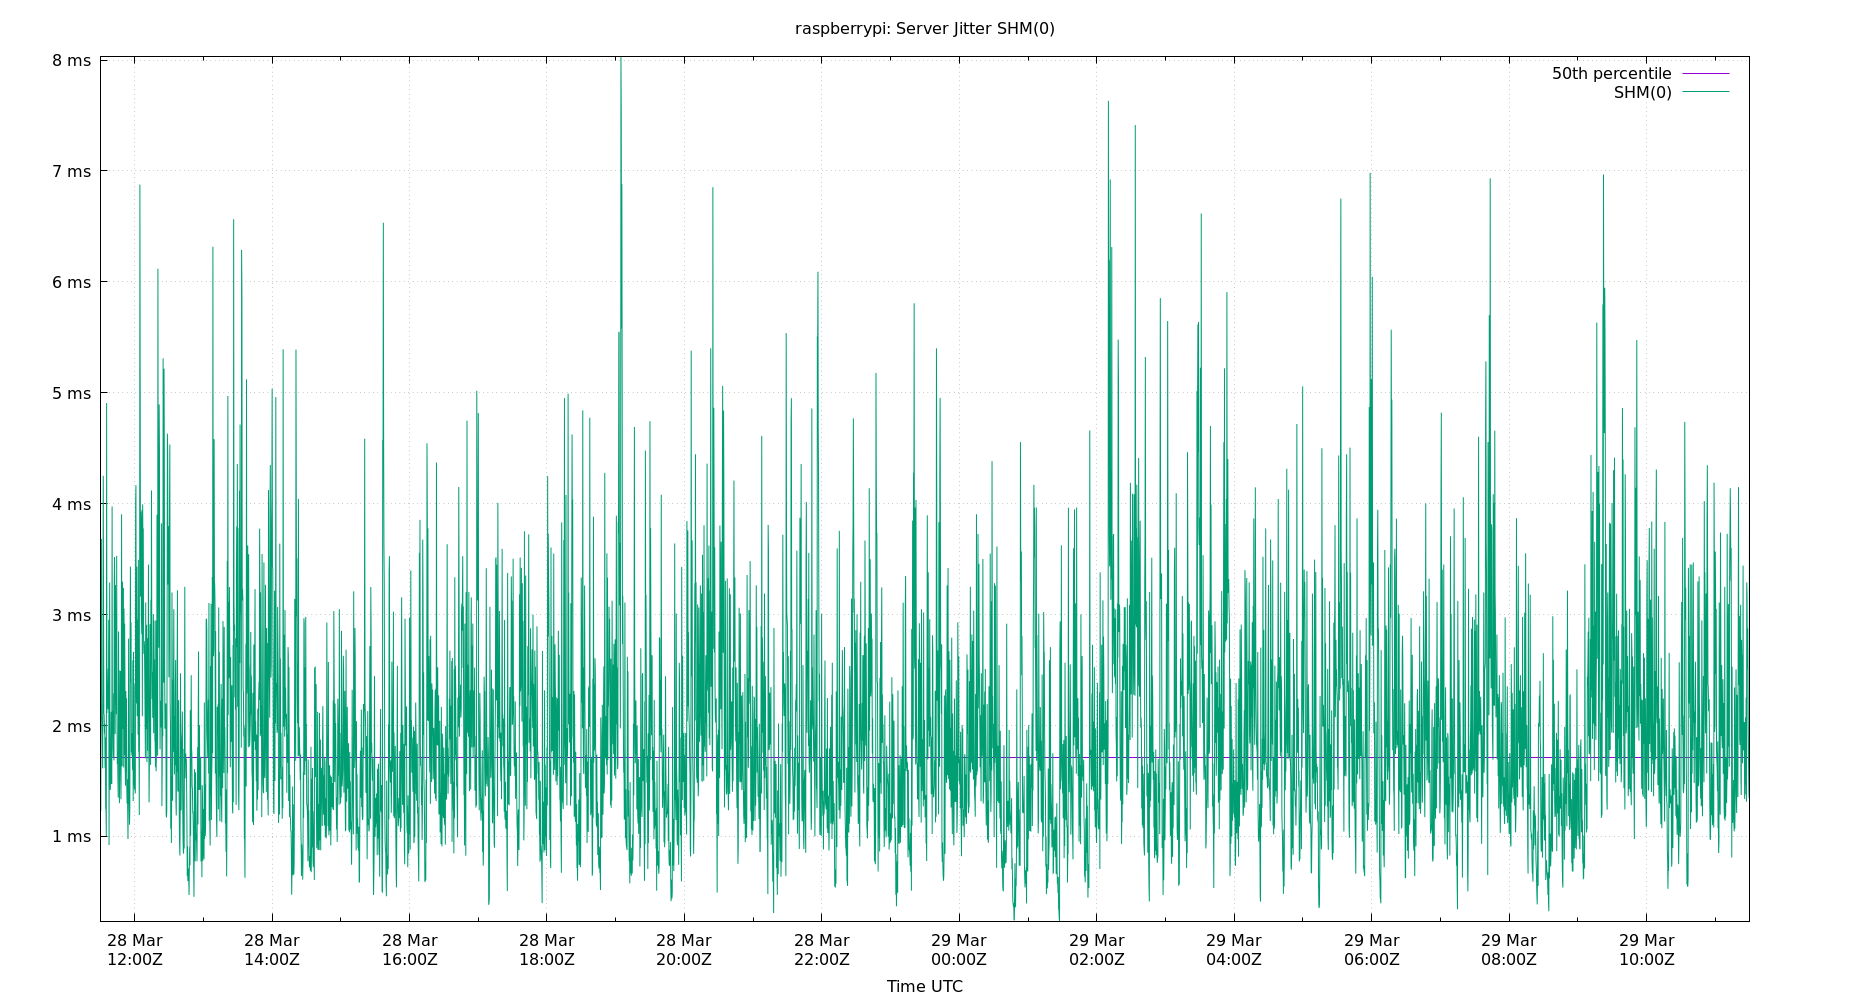 raspberrypi: Server Jitter SHM(0)
8 ms
7 ms
6 ms
5 ms
4 ms
3 ms
2 ms
1 ms
50th percentile
SHM(0)
28 Mar 12:00Z
28 Mar 14:00Z
28 Mar 16:00Z
28 Mar 18:00Z
28 Mar 20:00Z
28 Mar 22:00Z
29 Mar 00:00Z
29 Mar 02:00Z
29 Mar 04:00Z
29 Mar 06:00Z
29 Mar 08:00Z
29 Mar 10:00Z
Time UTC